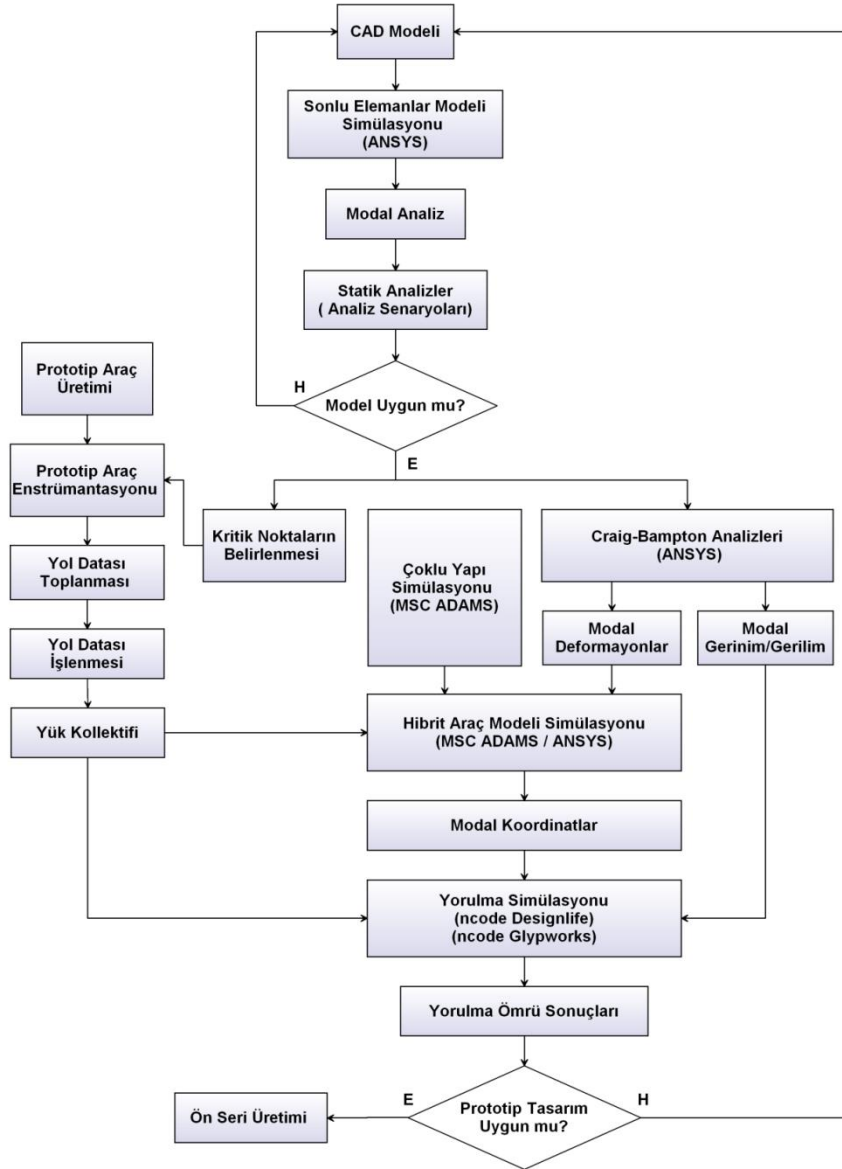 CAD Modeli
Sonlu Elemanlar Modeli
Simülasyonu
(ANSYS)
Modal Analiz
Statik Analizler
( Analiz Senaryoları)
Prototip Araç
Üretimi
H
Model Uygun mu?
E
Prototip Araç
Enstrümantasyonu
Kritik Noktaların
Belirlenmesi
Çoklu Yapı
Simülasyonu
(MSC ADAMS)
Craig-Bampton Analizleri
(ANSYS)
Yol Datası
Toplanması
Modal
Deformayonlar
Modal
Gerinim/Gerilim
Yol Datası
İşlenmesi
Yük Kollektifi
Hibrit Araç Modeli Simülasyonu
(MSC ADAMS / ANSYS)
Modal Koordinatlar
Yorulma Simülasyonu
(ncode Designlife)
(ncode Glypworks)
Yorulma Ömrü Sonuçları
Ön Seri Üretimi
E
Prototip Tasarım
Uygun mu?
H